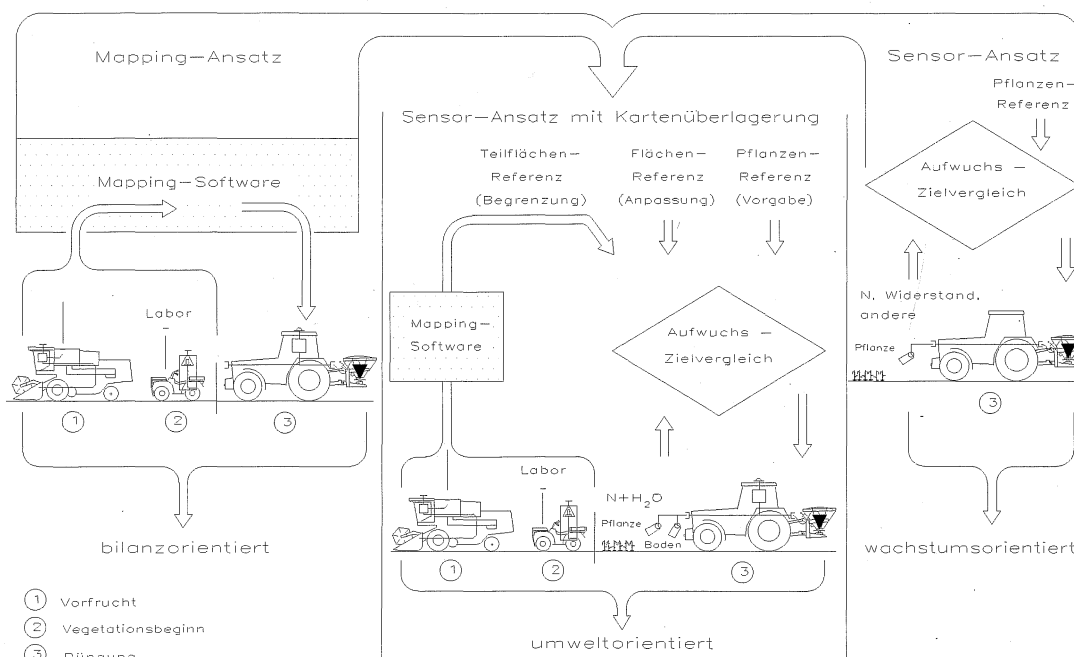 Mapping-Ansatz
Mapping-Software
Labor
1
2
3
bilanzorientiert
1 Vorfrucht
2 Vegetationsbeginn
3 Düngung
Sensor-Ansatz mit Kartenüberlagerung
Teilflächen-
Referenz
(Begrenzung)
Flächen-
Referenz
(Anpassung)
Pflanzen-
Referenz
(Vorgabe)
Mapping-
Software
Aufwuchs -
Zielvergleich
Labor
N+H₂O
Pflanze
Boden
1
2
3
umweltorientiert
Sensor-Ansatz
Pflanzen-
Referenz
Aufwuchs -
Zielvergleich
N, Widerstand,
andere
Pflanze
3
wachstumsorientiert